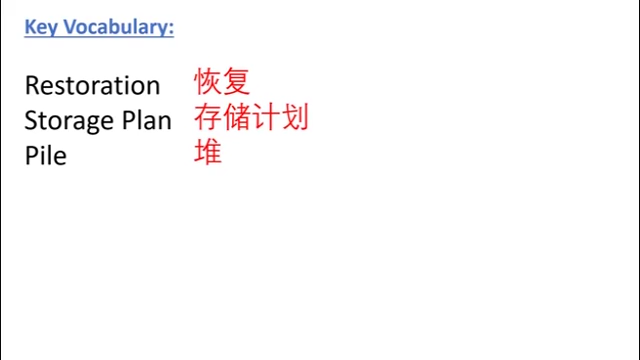 Key Vocabulary:
Restoration 恢复
Storage Plan 存储计划
Pile 堆